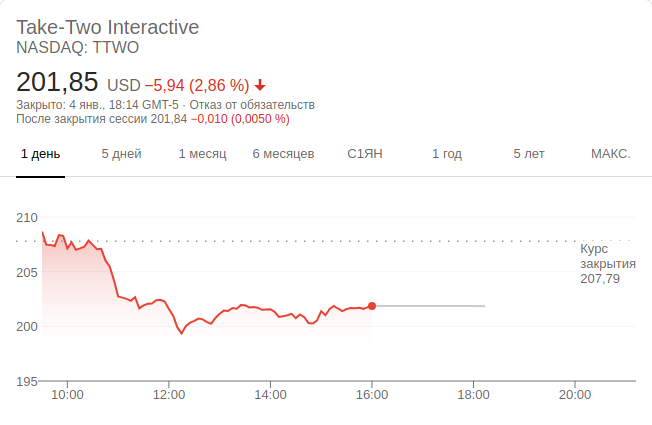 Take-Two Interactive
NASDAQ: TTWO
201,85 USD −5,94 (2,86 %)
Закрыто: 4 янв., 18:14 GMT-5 · Отказ от обязательств
После закрытия сессии 201,84 −0,010 (0,0050 %)
1 день 5 дней 1 месяц 6 месяцев С1ЯН 1 год 5 лет МАКС.
210
Курс
закрытия
207,79
205
200
195
10:00 12:00 14:00 16:00 18:00 20:00